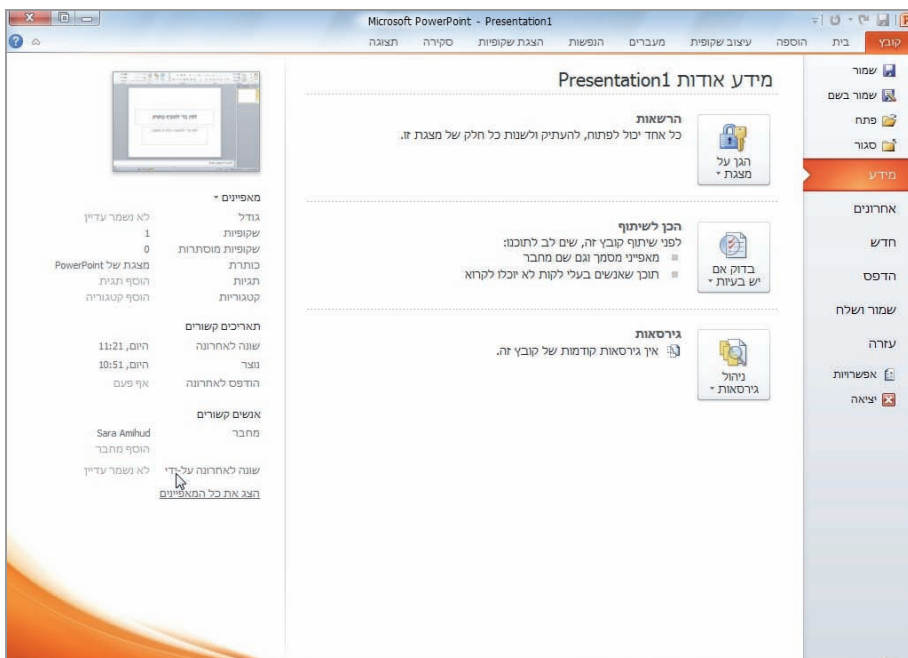 Microsoft PowerPoint - Presentation1
קובץ בית הוספה עיצוב שקופית מעברים הנפשות הצגת שקופיות סקירה תצוגה
שמור
שמור בשם
פתח
סגור
מידע
אחרונים
חדש
הדפס
שמור ושלח
עזרה
אפשרויות
יציאה
מידע אודות Presentation1
הגן על
מצגת
הרשאות
כל אחד יכול לפתוח, להעתיק ולשנות כל חלק של מצגת זו.
בדוק אם
יש בעיות
הכן לשיתוף
לפני שיתוף קובץ זה, שים לב לתוכנו:
מאפייני מסמך וגם שם מחבר
תוכן שאנשים בעלי לקות לא יוכלו לקרוא
ניהול
גירסאות
גירסאות
אין גירסאות קודמות של קובץ זה.
מאפיינים
גודל לא נשמר עדיין
שקופיות 1
שקופיות מוסתרות 0
כותרת מצגת של PowerPoint
תגיות הוסף תגית
קטגוריות הוסף קטגוריה
תאריכים קשורים
שונה לאחרונה היום, 11:21
נוצר היום, 10:51
הודפס לאחרונה אף פעם
אנשים קשורים
מחבר Sara Amihud
הוסף מחבר
שונה לאחרונה על-ידי לא נשמר עדיין
הצג את כל המאפיינים